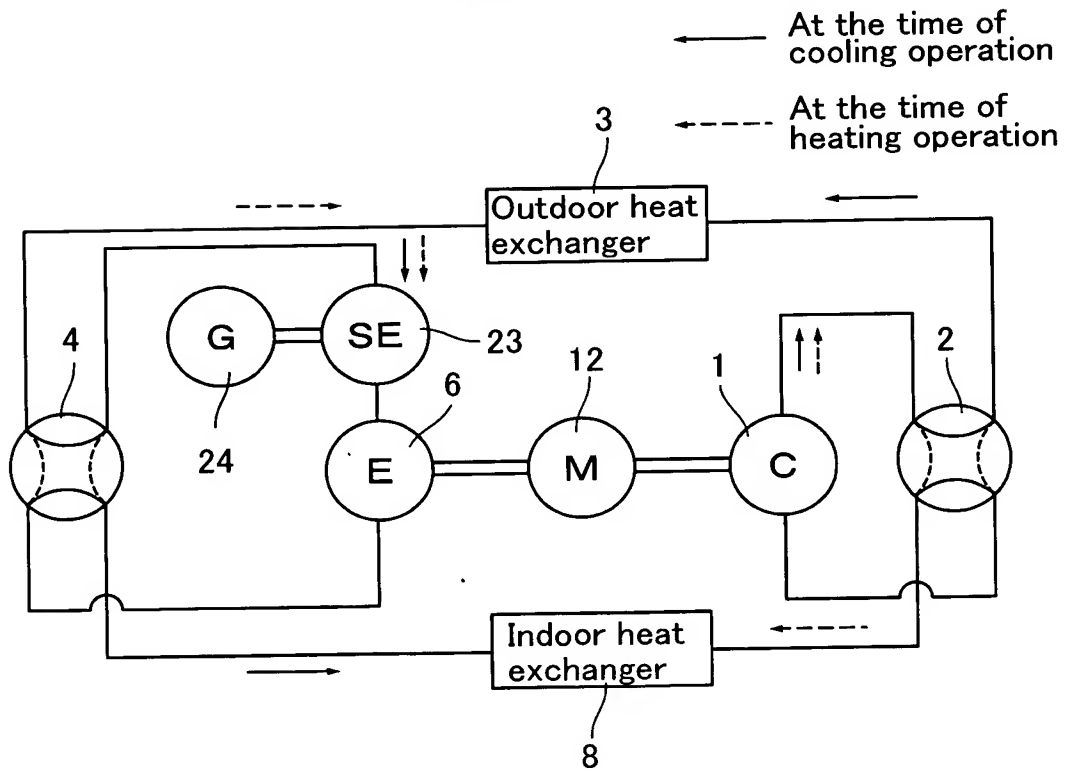 At the time of
cooling operation
At the time of
heating operation
3
Outdoor heat
exchanger
G
SE
23
4
24
6
12
1
2
E
M
C
Indoor heat
exchanger
8